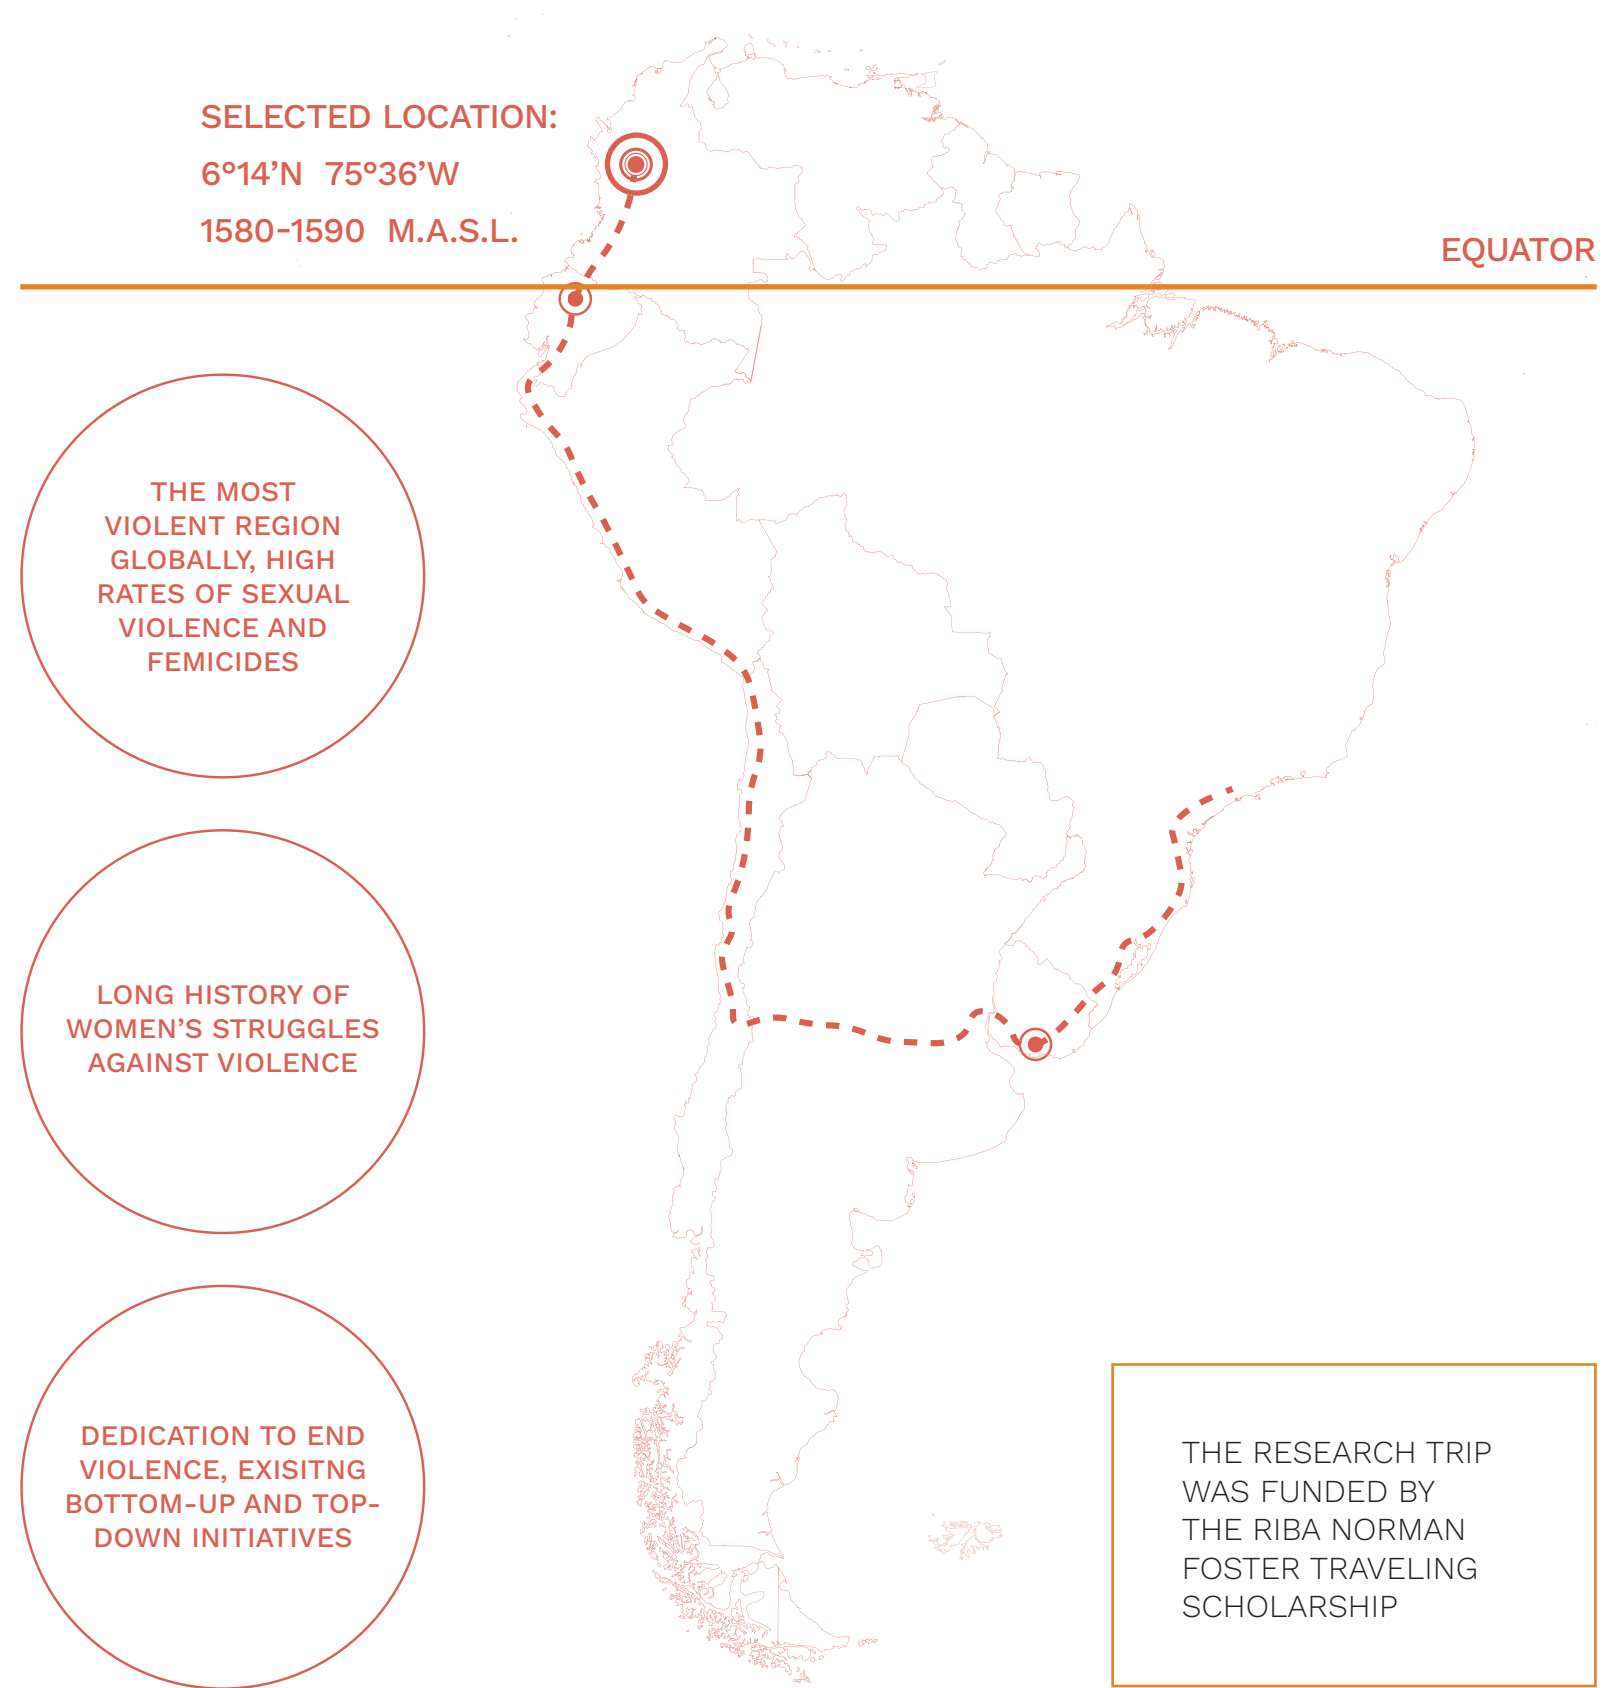 SELECTED LOCATION:
6°14’N 75°36’W
1580-1590 M.A.S.L.
EQUATOR
THE MOST
VIOLENT REGION
GLOBALLY, HIGH
RATES OF SEXUAL
VIOLENCE AND
FEMICIDES
LONG HISTORY OF
WOMEN’S STRUGGLES
AGAINST VIOLENCE
DEDICATION TO END
VIOLENCE, EXISITNG
BOTTOM-UP AND TOP-
DOWN INITIATIVES
THE RESEARCH TRIP
WAS FUNDED BY
THE RIBA NORMAN
FOSTER TRAVELING
SCHOLARSHIP